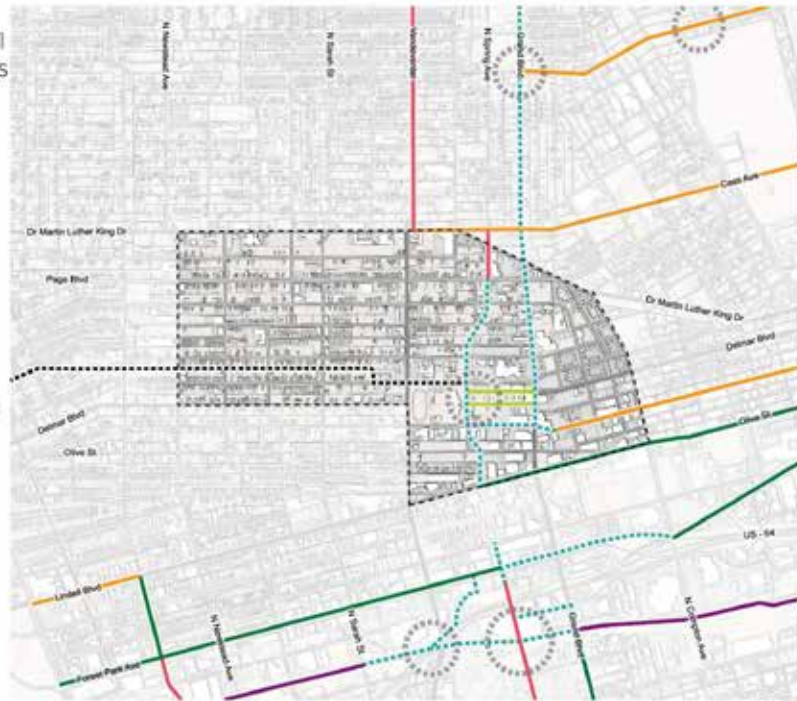 S
N Newstead Ave
N Sarah St
Vandeventer
N Spring Ave
Grand Blvd
Cass Ave
Dr Martin Luther King Dr
Page Blvd
Dr Martin Luther King Dr
Delmar Blvd
Delmar Blvd
Olive St
Olive St
US - 64
Lindell Blvd
N Newstead Ave
N Sarah St
Grand Blvd
N Compton Ave
Forest Park Ave